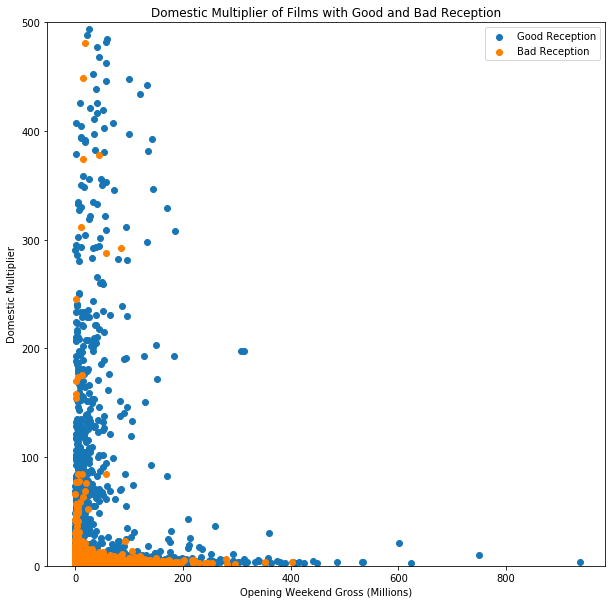 Domestic Multiplier of Films with Good and Bad Reception
Good Reception
Bad Reception
500
400
300
200
100
0
Domestic Multiplier
0 200 400 600 800
Opening Weekend Gross (Millions)